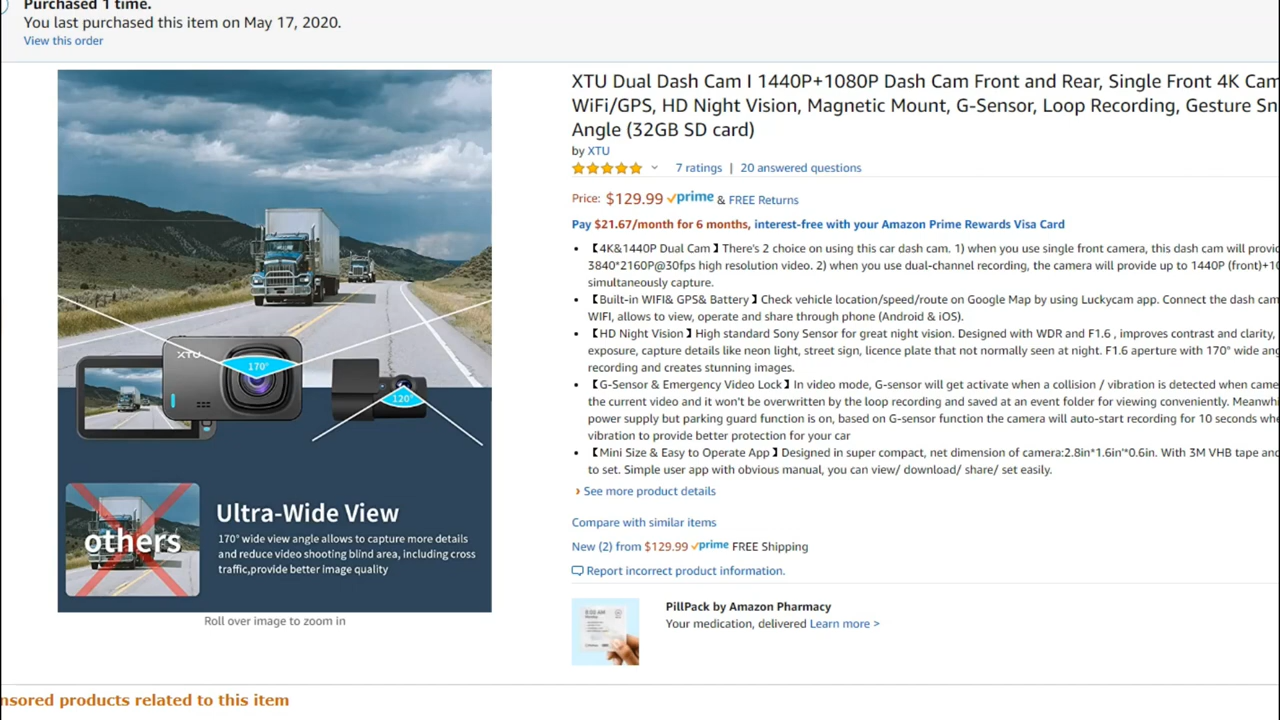 Purchased 1 time.
You last purchased this item on May 17, 2020.
View this order
XTU Dual Dash Cam I 1440P+1080P Dash Cam Front and Rear, Single Front 4K Cam
WiFi/GPS, HD Night Vision, Magnetic Mount, G-Sensor, Loop Recording, Gesture Sn
Angle (32GB SD card)
by XTU
7 ratings | 20 answered questions
Price: $129.99 prime & FREE Returns
Pay $21.67/month for 6 months, interest-free with your Amazon Prime Rewards Visa Card
• 【4K&1440P Dual Cam】There's 2 choice on using this car dash cam. 1) when you use single front camera, this dash cam will provid
3840*2160P@30fps high resolution video. 2) when you use dual-channel recording, the camera will provide up to 1440P (front)+10
simultaneously capture.
• 【Built-in WIFI& GPS& Battery】Check vehicle location/speed/route on Google Map by using Luckycam app. Connect the dash cam
WIFI, allows to view, operate and share through phone (Android & iOS).
• 【HD Night Vision】High standard Sony Sensor for great night vision. Designed with WDR and F1.6 , improves contrast and clarity,
exposure, capture details like neon light, street sign, licence plate that not normally seen at night. F1.6 aperture with 170° wide ang
recording and creates stunning images.
• 【G-Sensor & Emergency Video Lock】In video mode, G-sensor will get activate when a collision / vibration is detected when came
the current video and it won't be overwritten by the loop recording and saved at an event folder for viewing conveniently. Meanwhi
power supply but parking guard function is on, based on G-sensor function the camera will auto-start recording for 10 seconds whe
vibration to provide better protection for your car
• 【Mini Size & Easy to Operate App】Designed in super compact, net dimension of camera:2.8in*1.6in'*0.6in. With 3M VHB tape and
to set. Simple user app with obvious manual, you can view/ download/ share/ set easily.
› See more product details
Compare with similar items
New (2) from $129.99 prime FREE Shipping
Report incorrect product information.
PillPack by Amazon Pharmacy
Your medication, delivered Learn more >
XTU
170°
120°
others
Ultra-Wide View
170° wide view angle allows to capture more details
and reduce video shooting blind area, including cross
traffic,provide better image quality
Roll over image to zoom in
nsored products related to this item